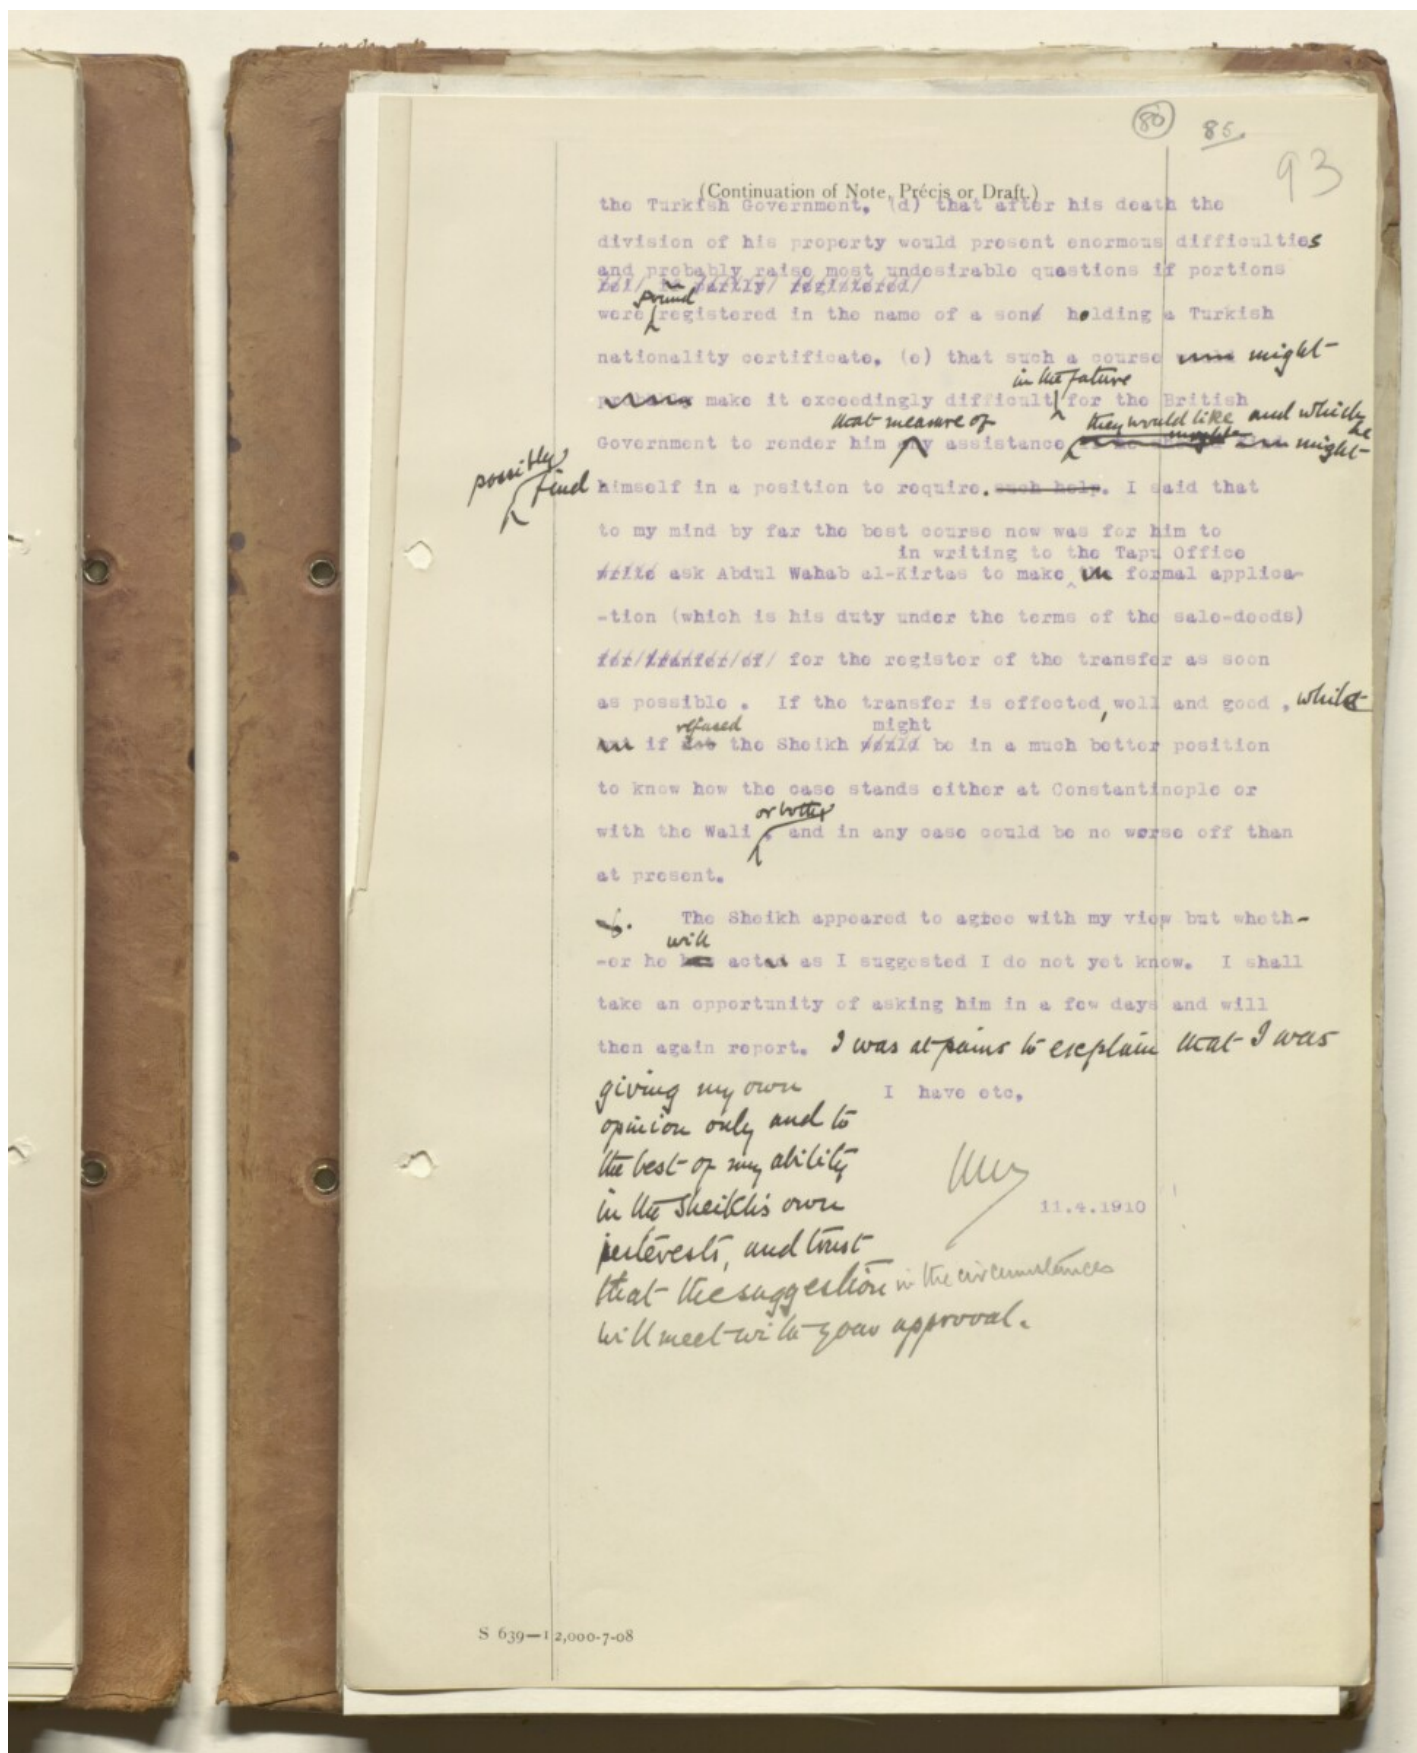 80
85.
93
(Continuation of Note, Précis or Draft.)
the Turkish Government. (d) that after his death the
division of his property would present enormous difficulties
and probably raise most undesirable questions if portions
registered
found
were registered in the name of a son holding a Turkish
nationality certificate. (e) that such a course might
in the future
make it exceedingly difficult for the British
that measure of they would like and which he
Government to render him any assistance might
possibly find himself in a position to require. such help. I said that
to my mind by far the best course now was for him to
in writing to the Tapu Office
write ask Abdul Wahab al-Kirtas to make formal applica-
-tion (which is his duty under the terms of the sale-deeds)
for/tranfer/of/ for the register of the transfer as soon
as possible . If the transfer is effected, well and good , whilst
refused might
if the Sheikh would be in a much better position
to know how the case stands either at Constantinople or
with the Wali, and in any case could be no worse off than
at present.
6. The Sheikh appeared to agree with my view but wheth-
will
-er he has acted as I suggested I do not yet know. I shall
take an opportunity of asking him in a few days and will
then again report. I was at pains to explain that I was
giving my own
I have etc,
opinion only and to
the best of my ability
in the Sheikh's own
11.4.1910
interests, and trust
that the suggestion in the circumstances
will meet with your approval.
S 639—12,000-7-08